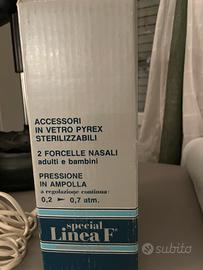 ACCESSORI
IN VETRO PYREX
STERILIZZABILI
2 FORCELLE NASALI
adulti e bambini
PRESSIONE
IN AMPOLLA
a regolazione continua:
0,2 ► 0,7 atm.
special
Linea F®
subito